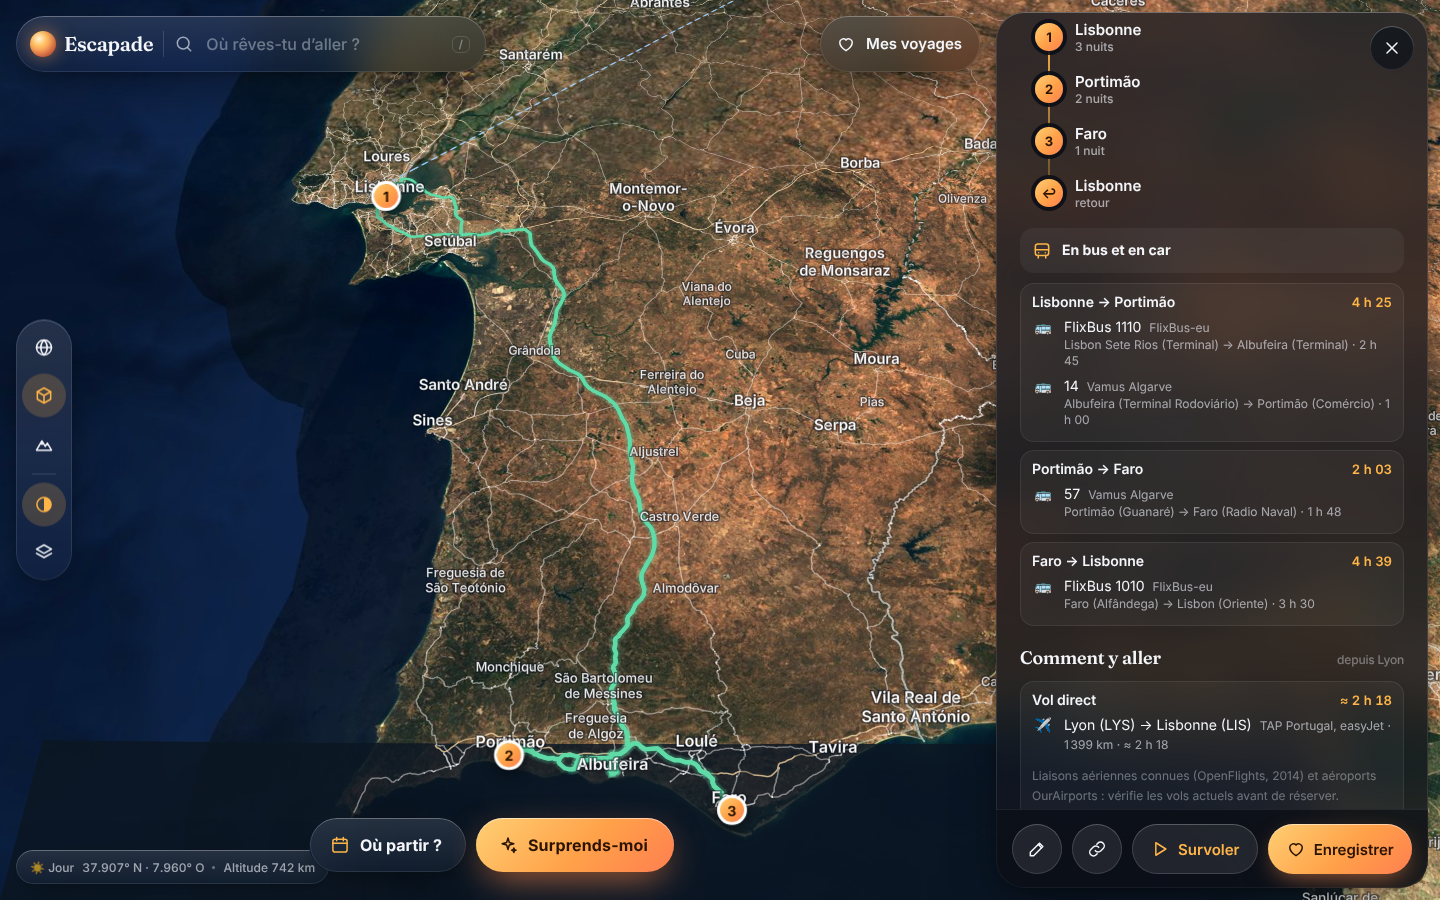 Escapade
Où rêves-tu d'aller ?
/
Mes voyages
Abrantes
Cáceres
Santarém
Loures
Lisbonne
1
Setúbal
Montemor-
o-Novo
Évora
Borba
Bada
Olivenza
Reguengos
de Monsaraz
Viana do
Alentejo
Grândola
Cuba
Moura
Santo André
Ferreira do
Alentejo
Beja
Pias
Sines
Serpa
Aljustrel
Castro Verde
Freguesia de
São Teotónio
Almodôvar
Monchique
São Bartolomeu
de Messines
Freguesia
de Algoz
Vila Real de
Santo António
Portimão
2
Albufeira
Loulé
Tavira
Faro
3
Sanlúcar de
Où partir ?
Surprends-moi
Jour 37.907° N · 7.960° O • Altitude 742 km
1
Lisbonne
3 nuits
2
Portimão
2 nuits
3
Faro
1 nuit
Lisbonne
retour
En bus et en car
Lisbonne → Portimão 4 h 25
FlixBus 1110 FlixBus-eu
Lisbon Sete Rios (Terminal) → Albufeira (Terminal) · 2 h
45
14 Vamus Algarve
Albufeira (Terminal Rodoviário) → Portimão (Comércio) · 1
h 00
Portimão → Faro 2 h 03
57 Vamus Algarve
Portimão (Guanaré) → Faro (Radio Naval) · 1 h 48
Faro → Lisbonne 4 h 39
FlixBus 1010 FlixBus-eu
Faro (Alfândega) → Lisbon (Oriente) · 3 h 30
Comment y aller depuis Lyon
Vol direct ≈ 2 h 18
Lyon (LYS) → Lisbonne (LIS) TAP Portugal, easyJet ·
1399 km · ≈ 2 h 18
Liaisons aériennes connues (OpenFlights, 2014) et aéroports
OurAirports : vérifie les vols actuels avant de réserver.
Survoler
Enregistrer